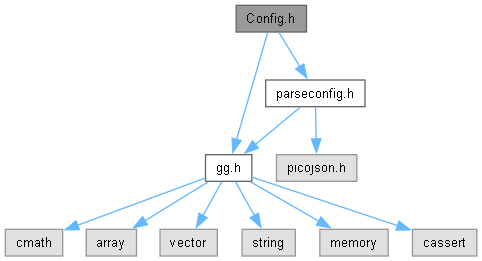 Config.h
parseconfig.h
gg.h
picojson.h
cmath
array
vector
string
memory
cassert